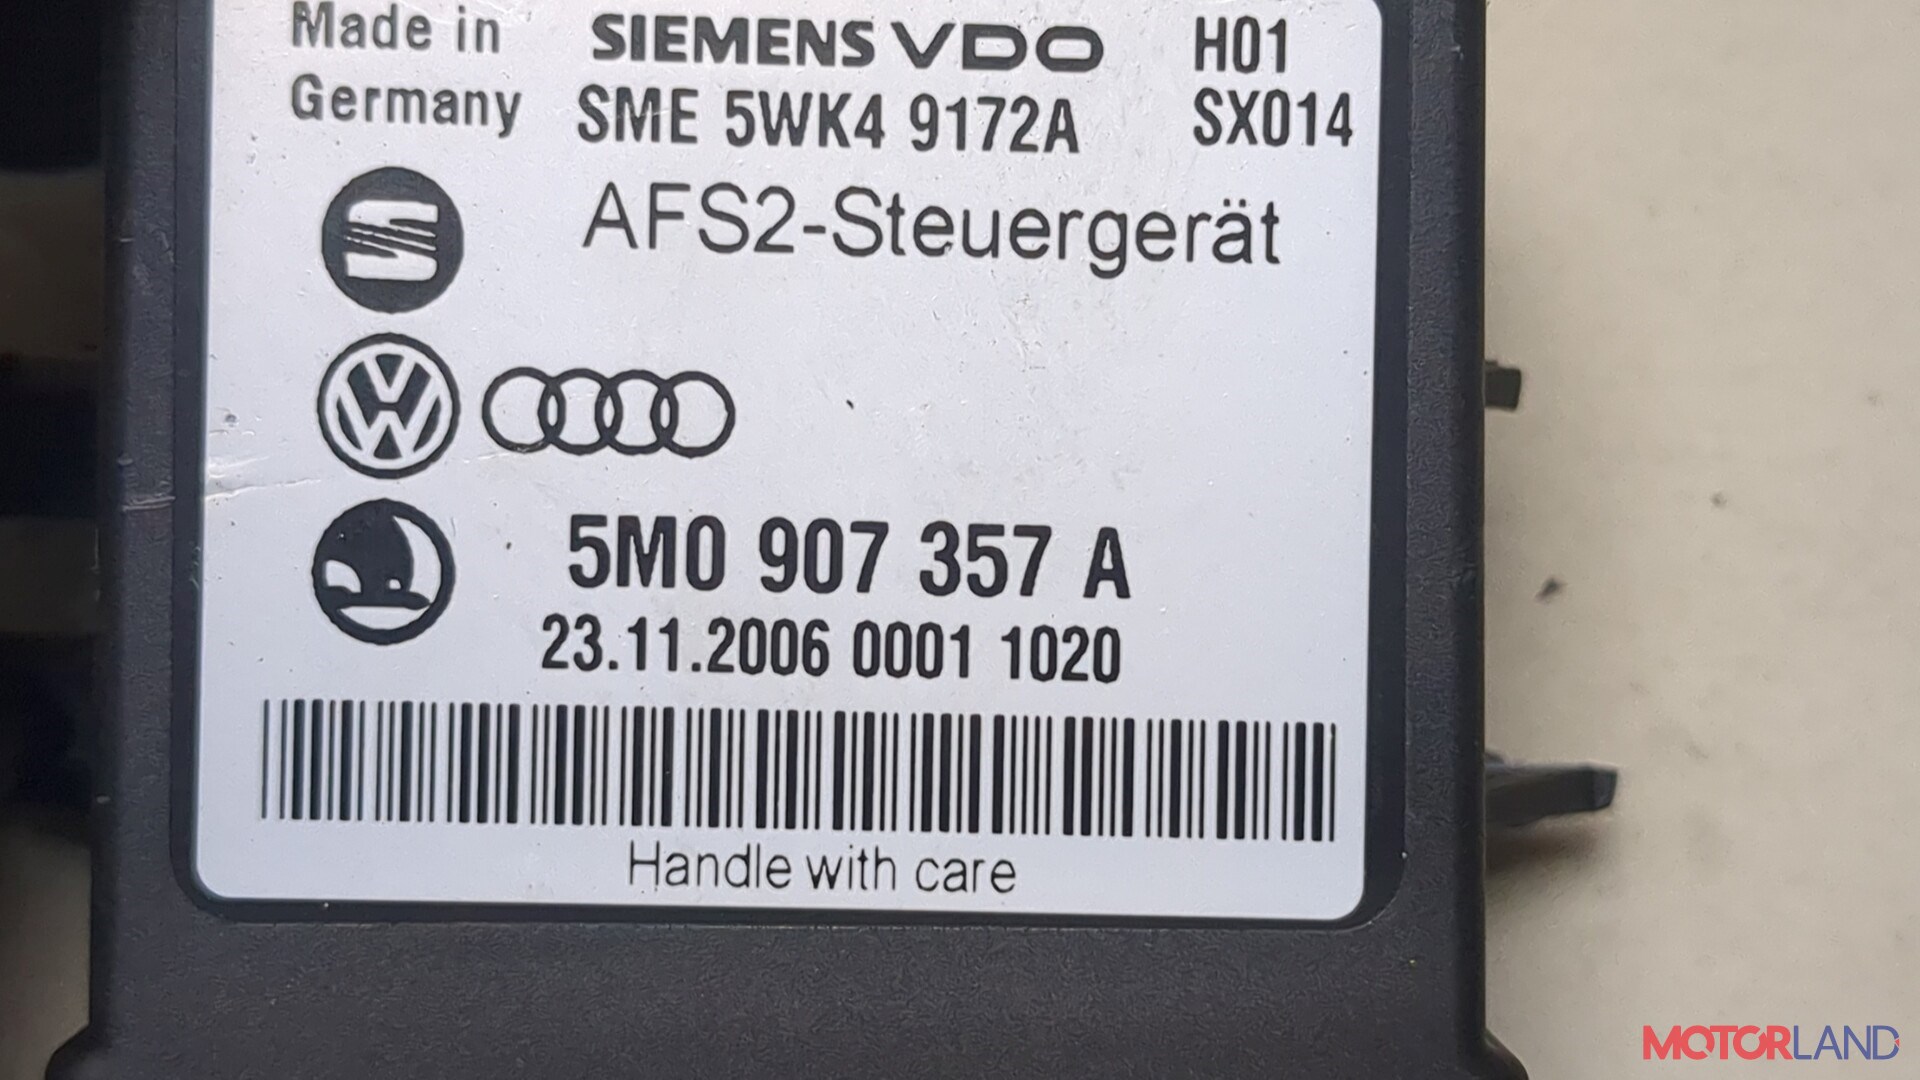 Made in
Germany
SIEMENS VDO
SME 5WK4 9172A
H01
SX014
AFS2-Steuergerät
5M0 907 357 A
23.11.2006 0001 1020
Handle with care
MOTORLAND